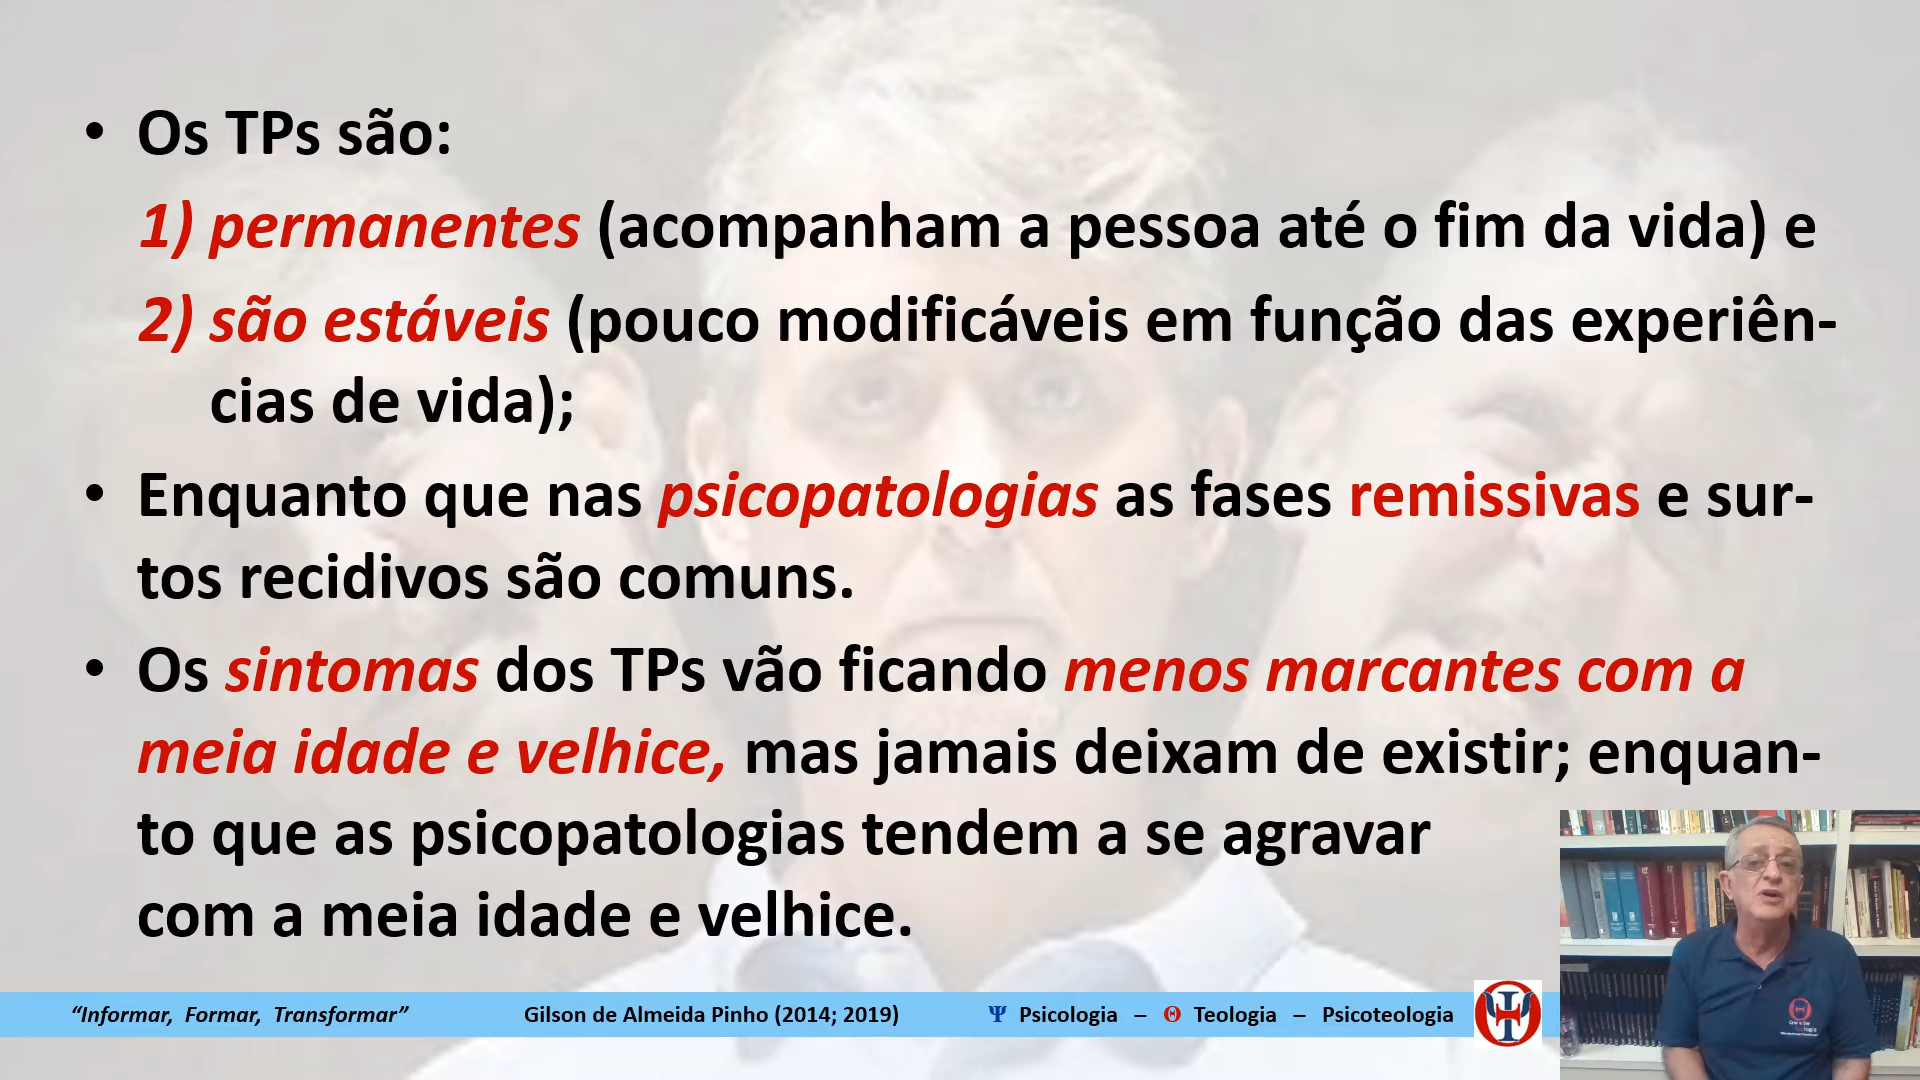 • Os TPs são:
1) permanentes (acompanham a pessoa até o fim da vida) e
2) são estáveis (pouco modificáveis em função das experiên-
cias de vida);
• Enquanto que nas psicopatologias as fases remissivas e sur-
tos recidivos são comuns.
• Os sintomas dos TPs vão ficando menos marcantes com a
meia idade e velhice, mas jamais deixam de existir; enquan-
to que as psicopatologias tendem a se agravar
com a meia idade e velhice.
“Informar, Formar, Transformar” Gilson de Almeida Pinho (2014; 2019) Ψ Psicologia – Θ Teologia – Psicoteologia